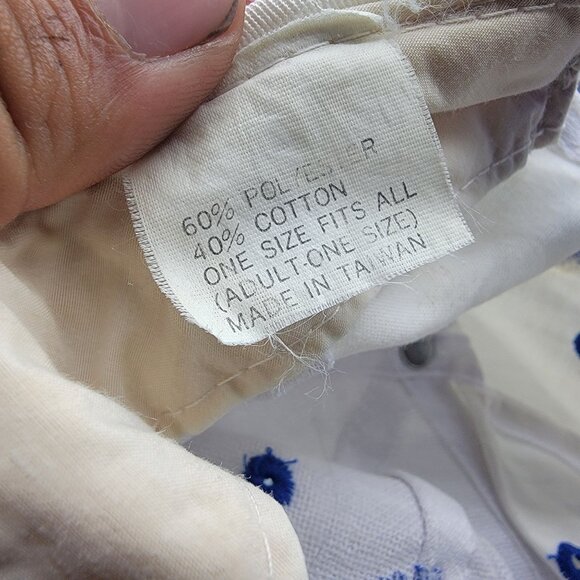 60% POLYESTER
40% COTTON
ONE SIZE FITS ALL
(ADULT-ONE SIZE)
MADE IN TAIWAN